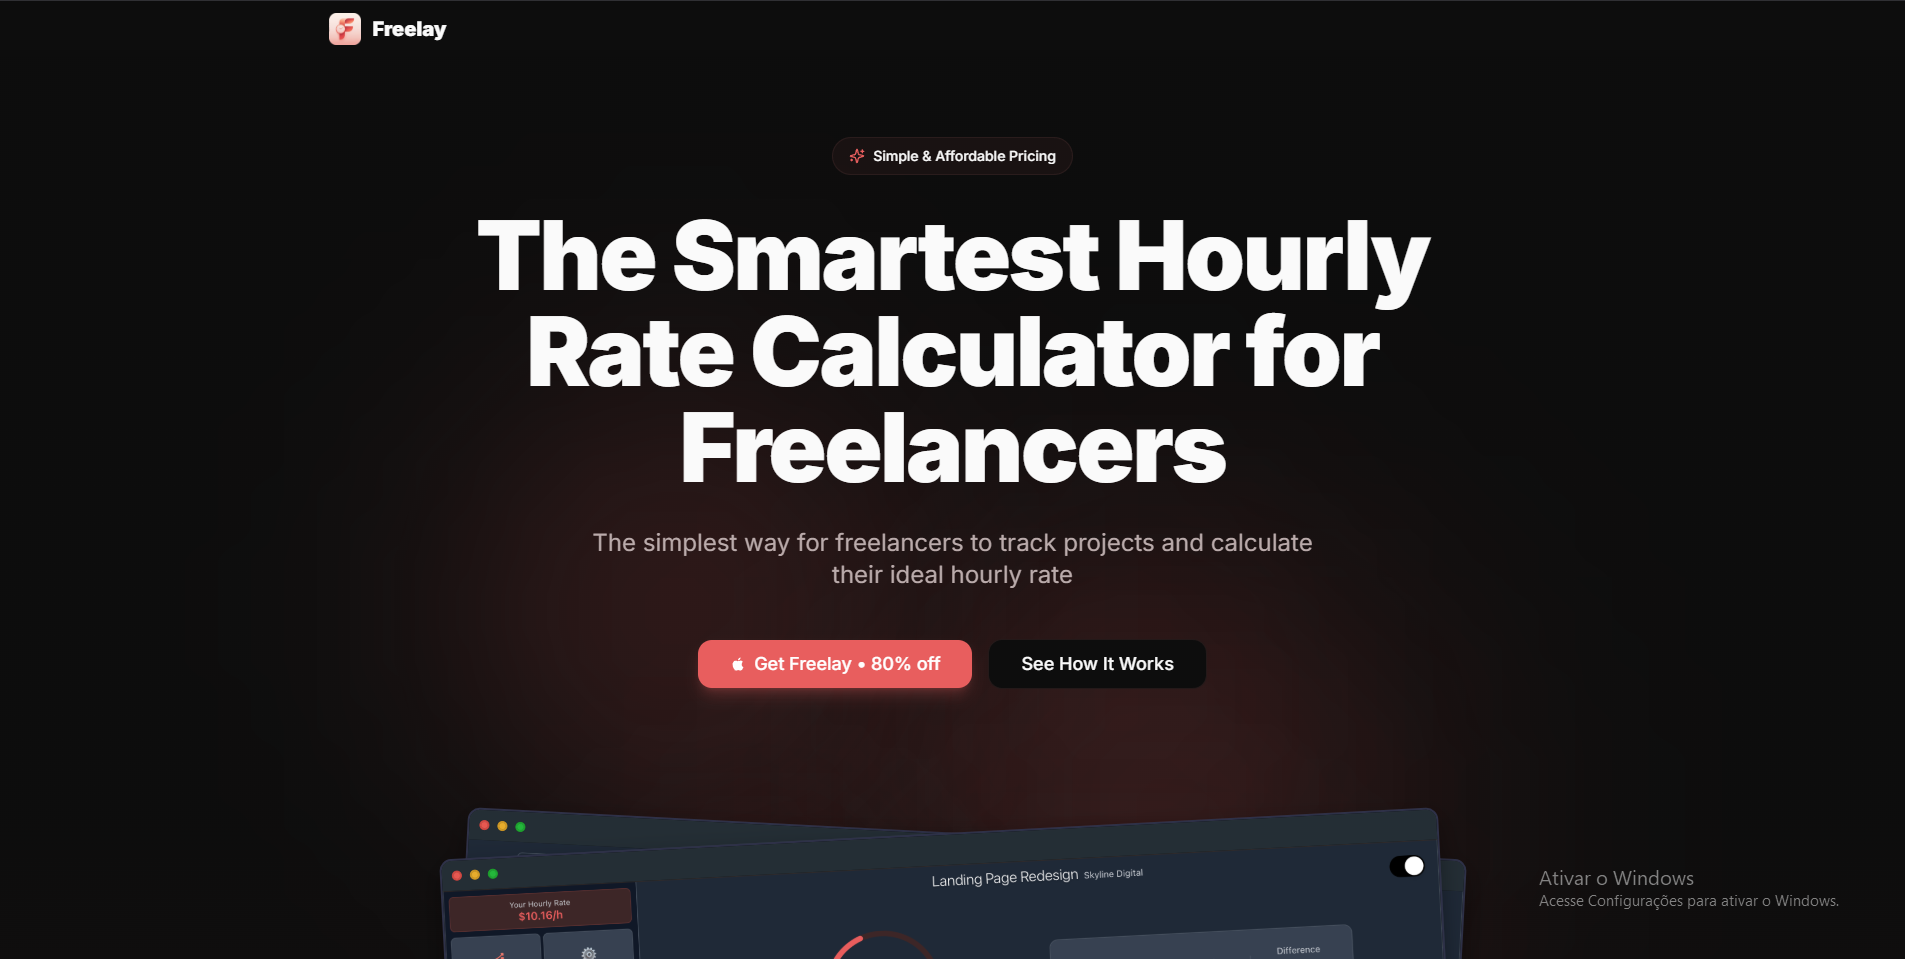 Freelay
Simple & Affordable Pricing
The Smartest Hourly
Rate Calculator for
Freelancers
The simplest way for freelancers to track projects and calculate
their ideal hourly rate
Get Freelay • 80% off
See How It Works
Landing Page Redesign Skyline Digital
Your Hourly Rate
$10.16/h
Difference
Ativar o Windows
Acesse Configurações para ativar o Windows.